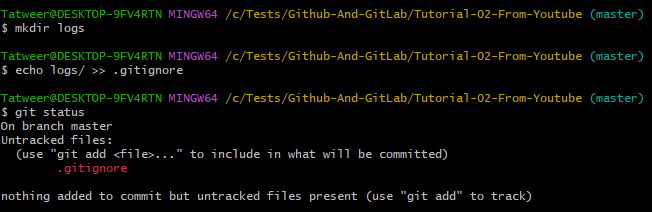 Tatweer@DESKTOP-9FV4RTN MINGW64 /c/Tests/Github-And-GitLab/Tutorial-02-From-Youtube (master)
$ mkdir logs
Tatweer@DESKTOP-9FV4RTN MINGW64 /c/Tests/Github-And-GitLab/Tutorial-02-From-Youtube (master)
$ echo logs/ >> .gitignore
Tatweer@DESKTOP-9FV4RTN MINGW64 /c/Tests/Github-And-GitLab/Tutorial-02-From-Youtube (master)
$ git status
On branch master
Untracked files:
  (use "git add <file>..." to include in what will be committed)
        .gitignore
nothing added to commit but untracked files present (use "git add" to track)